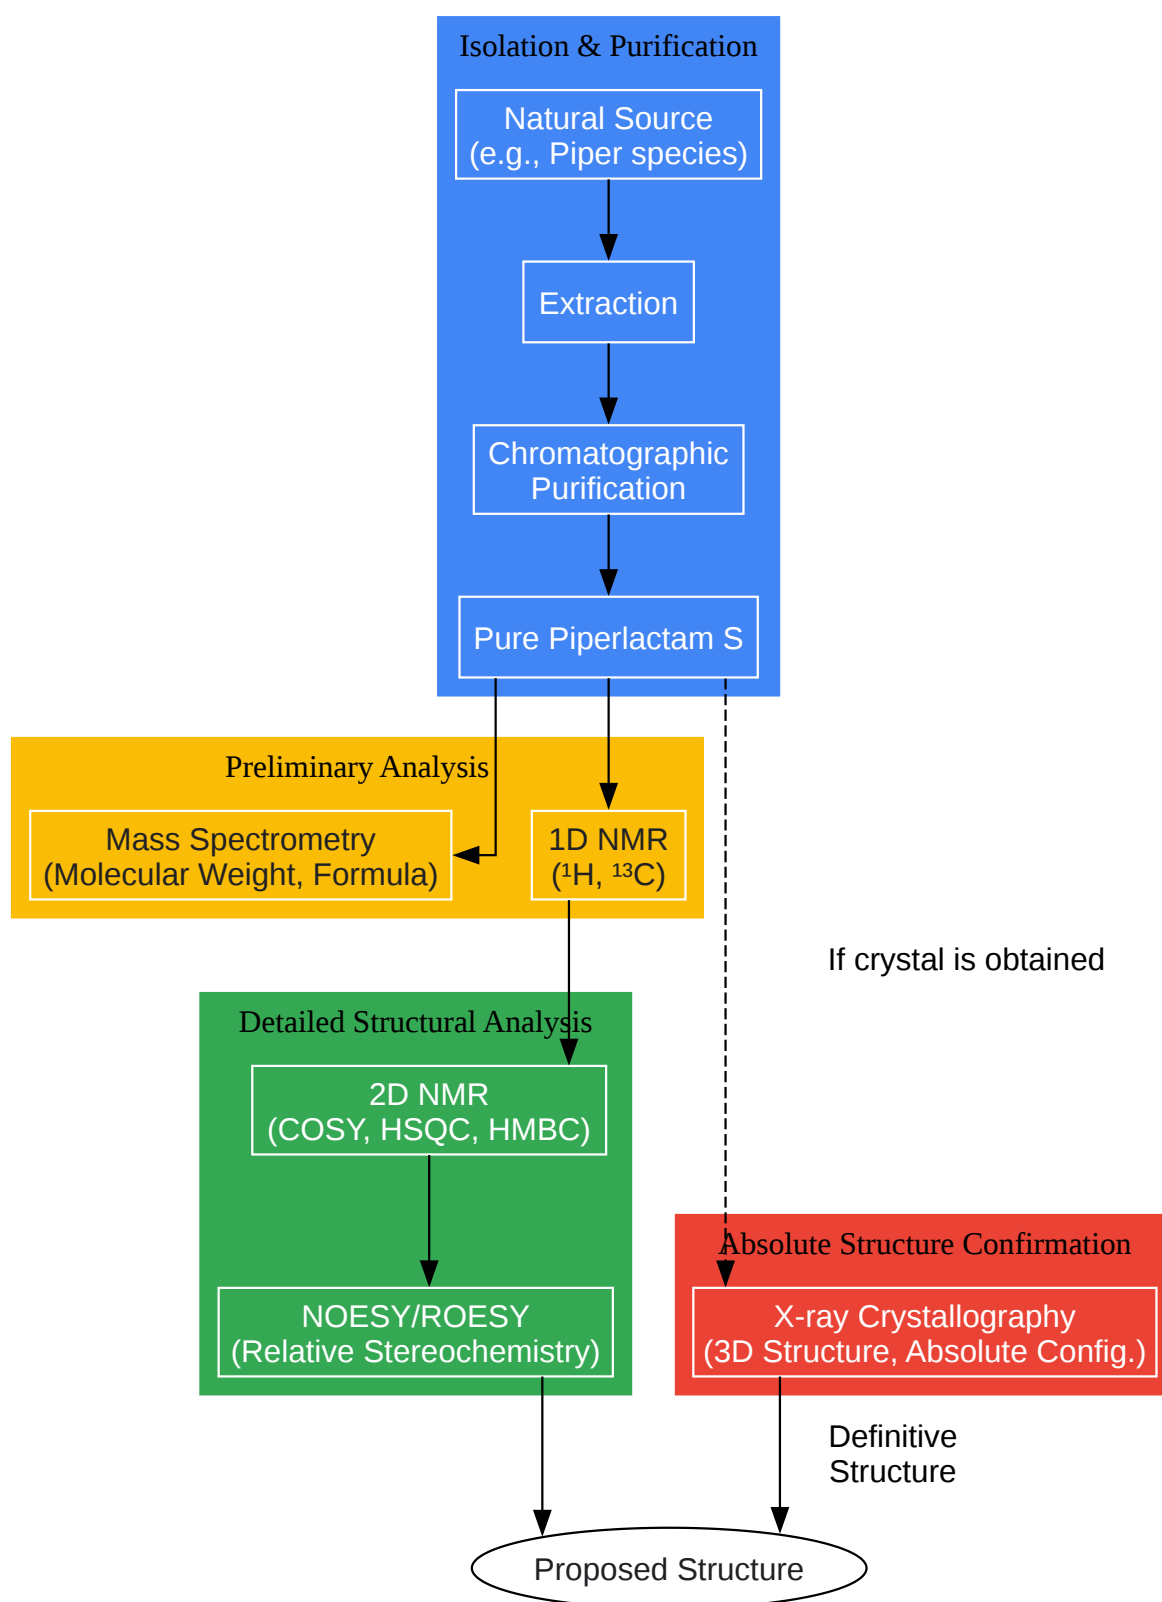 Isolation & Purification
Natural Source
(e.g., Piper species)
Extraction
Chromatographic
Purification
Pure Piperlactam S
Preliminary Analysis
Mass Spectrometry
(Molecular Weight, Formula)
1D NMR
(¹H, ¹³C)
If crystal is obtained
Detailed Structural Analysis
2D NMR
(COSY, HSQC, HMBC)
NOESY/ROESY
(Relative Stereochemistry)
Absolute Structure Confirmation
X-ray Crystallography
(3D Structure, Absolute Config.)
Definitive
Structure
Proposed Structure